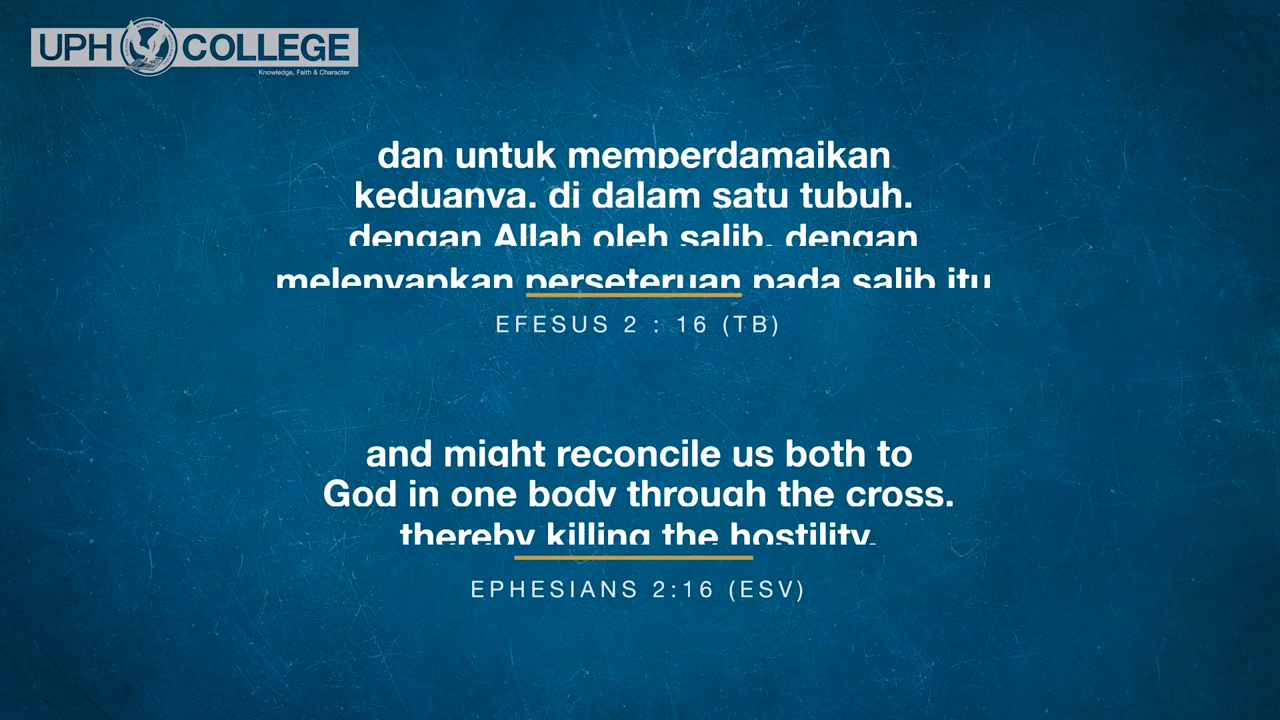 UPH COLLEGE
Knowledge, Faith & Character
dan untuk memperdamaikan
keduanya, di dalam satu tubuh,
dengan Allah oleh salib, dengan
melenyapkan perseteruan pada salib itu
EFESUS 2 : 16 (TB)
and might reconcile us both to
God in one body through the cross,
thereby killing the hostility.
EPHESIANS 2:16 (ESV)